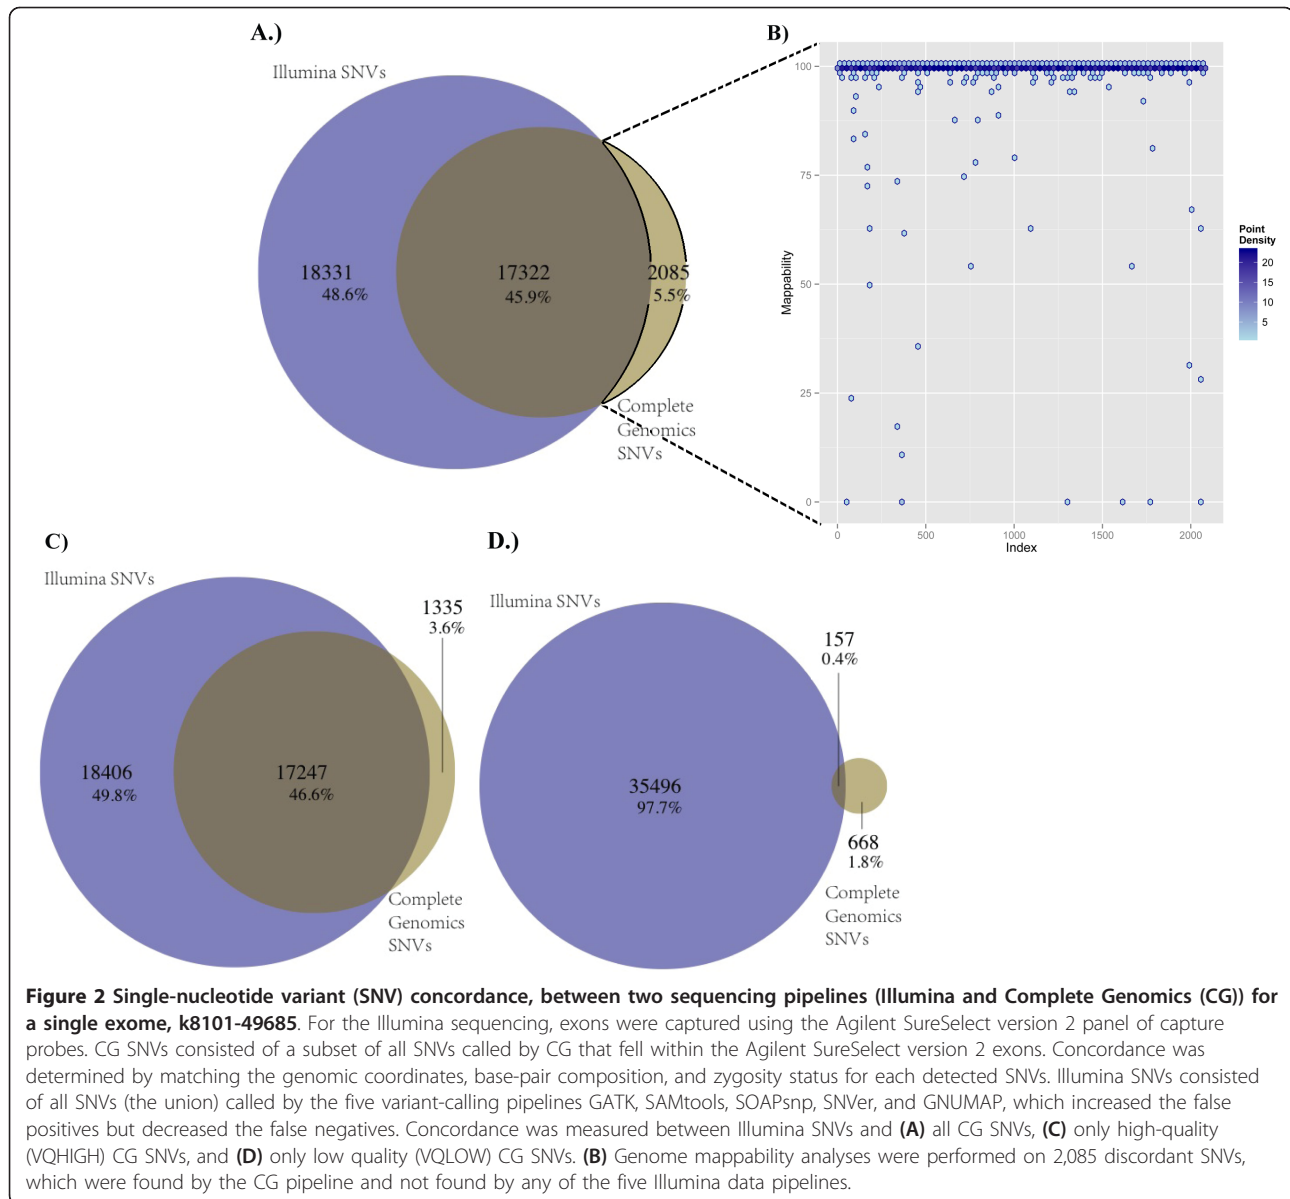 A.)
Illumina SNVs
18331
48.6%
17322
45.9%
2085
5.5%
Complete
Genomics
SNVs
B)
100
75
50
25
0
Mappability
0
500
1000
1500
2000
Index
Point
Density
20
15
10
5
C)
Illumina SNVs
1335
3.6%
18406
49.8%
17247
46.6%
Complete
Genomics
SNVs
D.)
Illumina SNVs
157
0.4%
35496
97.7%
668
1.8%
Complete
Genomics
SNVs
Figure 2 Single-nucleotide variant (SNV) concordance, between two sequencing pipelines (Illumina and Complete Genomics (CG)) for
a single exome, k8101-49685. For the Illumina sequencing, exons were captured using the Agilent SureSelect version 2 panel of capture
probes. CG SNVs consisted of a subset of all SNVs called by CG that fell within the Agilent SureSelect version 2 exons. Concordance was
determined by matching the genomic coordinates, base-pair composition, and zygosity status for each detected SNVs. Illumina SNVs consisted
of all SNVs (the union) called by the five variant-calling pipelines GATK, SAMtools, SOAPsnp, SNVer, and GNUMAP, which increased the false
positives but decreased the false negatives. Concordance was measured between Illumina SNVs and (A) all CG SNVs, (C) only high-quality
(VQHIGH) CG SNVs, and (D) only low quality (VQLOW) CG SNVs. (B) Genome mappability analyses were performed on 2,085 discordant SNVs,
which were found by the CG pipeline and not found by any of the five Illumina data pipelines.